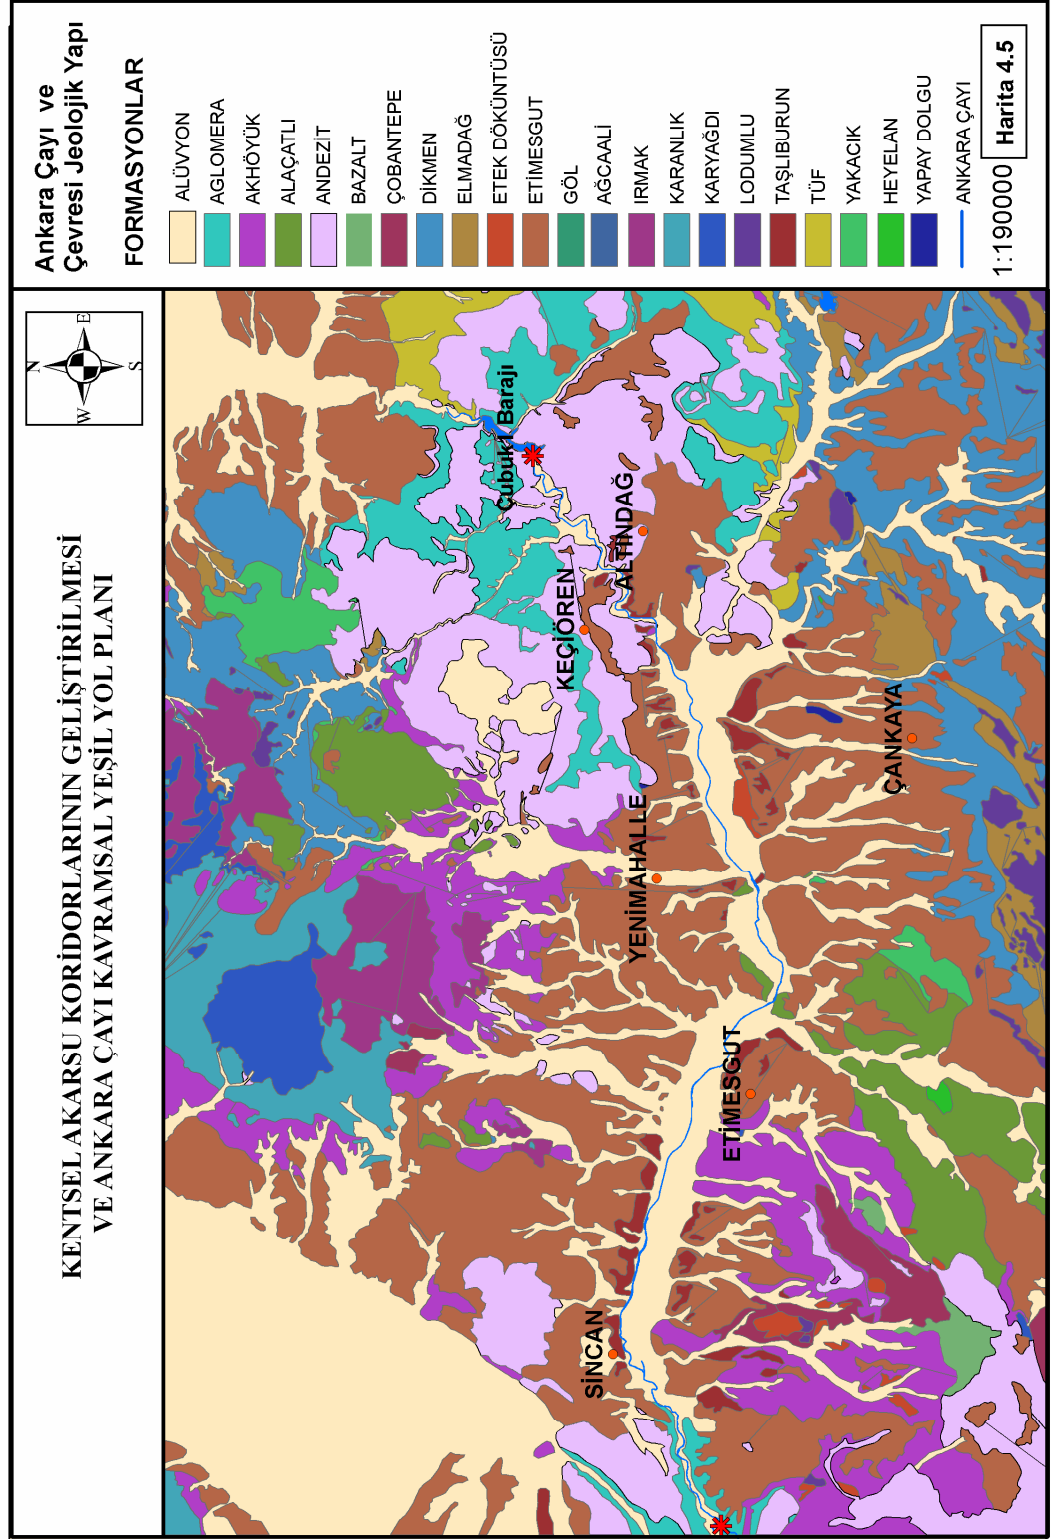 KENTSEL AKARSU KORİDORLARININ GELİŞTİRİLMESİ
VE ANKARA ÇAYI KAVRAMSAL YEŞİL YOL PLANI
N
E
S
W
Ankara Çayı ve
Çevresi Jeolojik Yapı
FORMASYONLAR
ALÜVYON
AGLOMERA
AKHÖYÜK
ALAÇATLI
ANDEZİT
BAZALT
ÇOBANTEPE
DİKMEN
ELMADAĞ
ETEK DÖKÜNTÜSÜ
ETİMESGUT
GÖL
AĞCAALİ
IRMAK
KARANLIK
KARYAĞDI
LODUMLU
TAŞLIBURUN
TÜF
YAKACIK
HEYELAN
YAPAY DOLGU
ANKARA ÇAYI
1:190000
Harita 4.5
Çubuk1 Barajı
KEÇİÖREN
ALTINDAĞ
YENİMAHALLE
ÇANKAYA
ETİMESGUT
SİNCAN